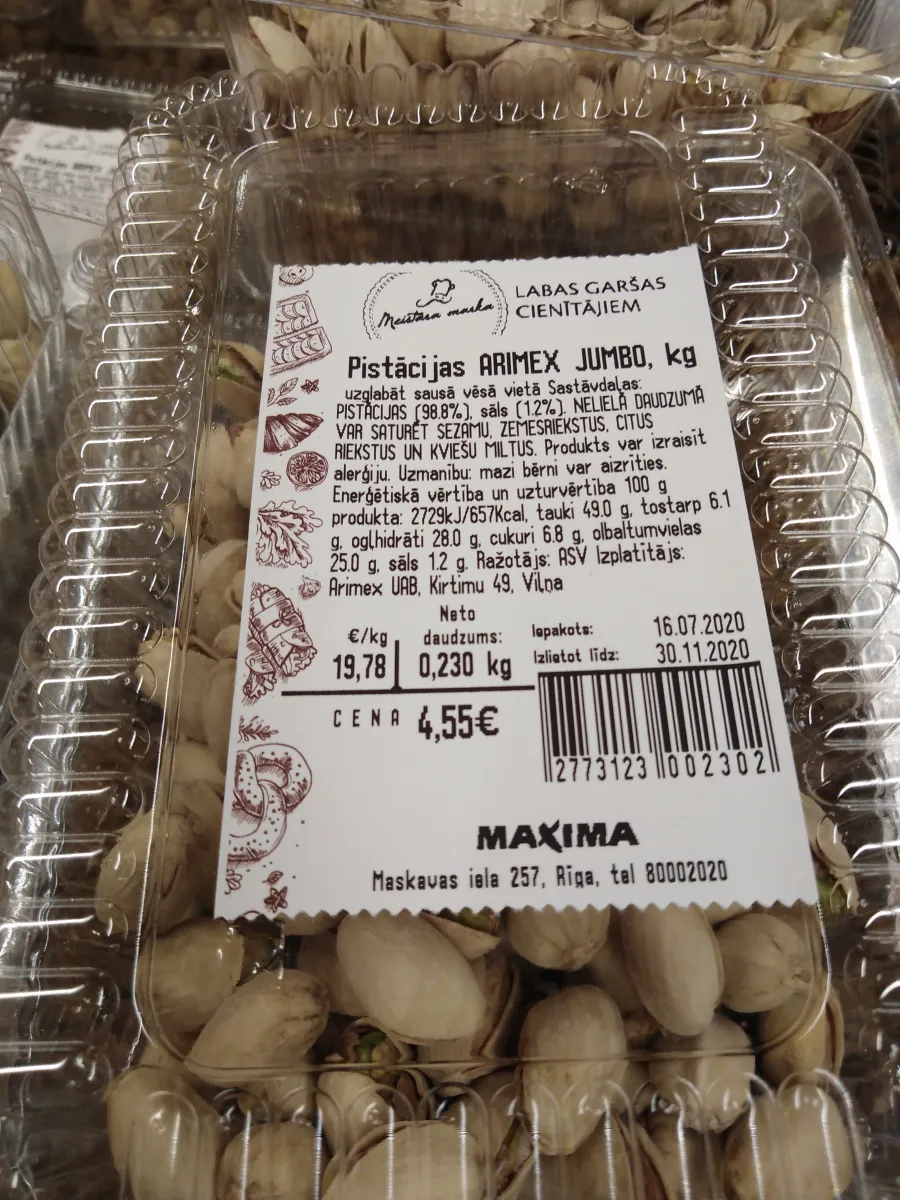 Meistara marka
LABAS GARŠAS
CIENĪTĀJIEM
Pistācijas ARIMEX JUMBO, kg
uzglabāt sausā vēsā vietā Sastāvdaļas:
PISTĀCIJAS (98.8%), sāls (1.2%). NELIELĀ DAUDZUMĀ
VAR SATURĒT SEZAMU, ZEMESRIEKSTUS, CITUS
RIEKSTUS UN KVIEŠU MILTUS. Produkts var izraisīt
alerģiju. Uzmanību: mazi bērni var aizrīties.
Enerģētiskā vērtība un uzturvērtība 100 g
produkta: 2729kJ/657Kcal, tauki 49.0 g, tostarp 6.1
g, ogļhidrāti 28.0 g, cukuri 6.8 g, olbaltumvielas
25.0 g, sāls 1.2 g. Ražotājs: ASV Izplatītājs:
Arimex UAB, Kirtimu 49, Viļņa
€/kg
19,78
Neto
daudzums:
0,230 kg
Iepakots: 16.07.2020
Izlietot līdz: 30.11.2020
CENA 4,55€
2773123 002302
MAXIMA
Maskavas iela 257, Rīga, tel 80002020